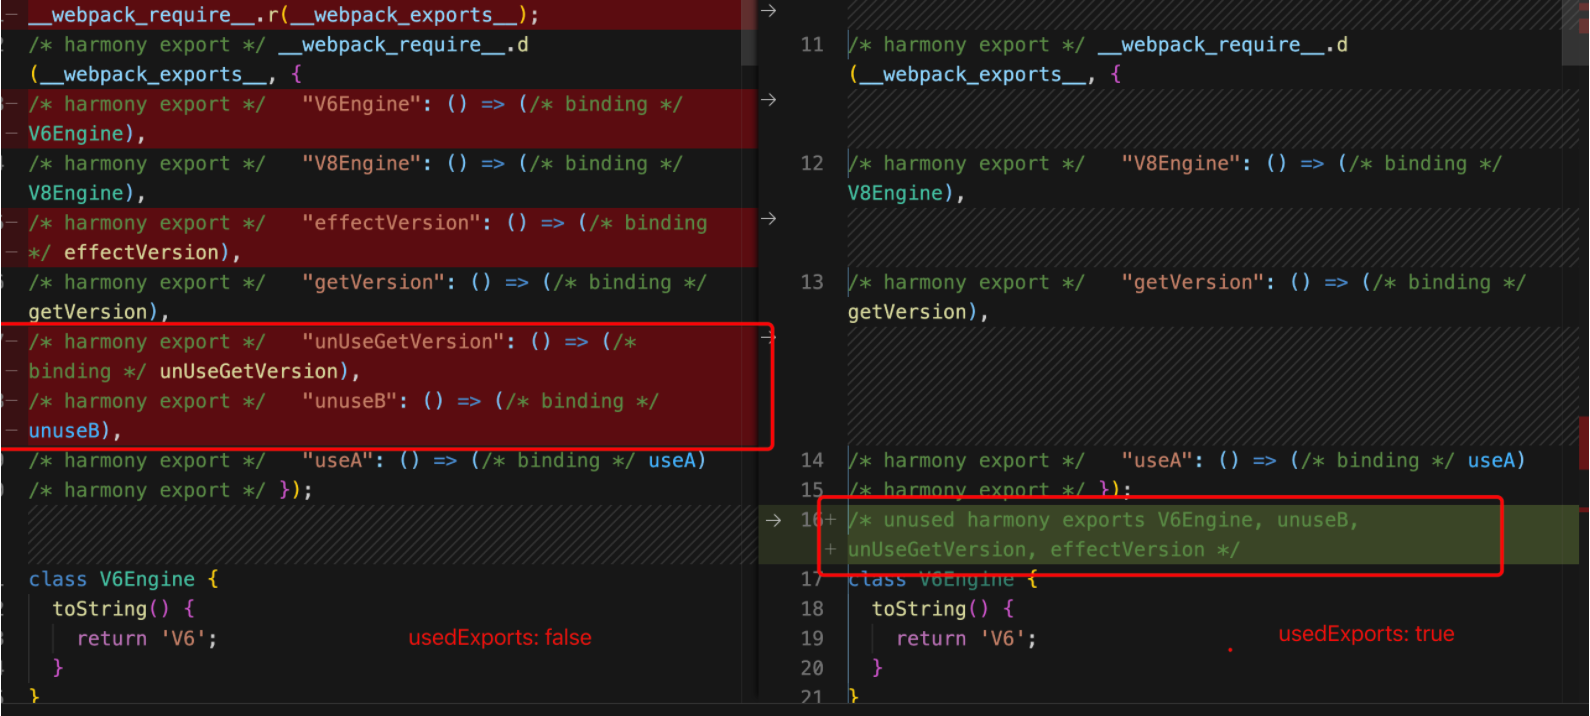 __webpack_require__.r(__webpack_exports__);
/* harmony export */ __webpack_require__.d
(__webpack_exports__, {
/* harmony export */   "V6Engine": () => (/* binding */
V6Engine),
/* harmony export */   "V8Engine": () => (/* binding */
V8Engine),
/* harmony export */   "effectVersion": () => (/* binding
*/ effectVersion),
/* harmony export */   "getVersion": () => (/* binding */
getVersion),
/* harmony export */   "unUseGetVersion": () => (/*
binding */ unUseGetVersion),
/* harmony export */   "unuseB": () => (/* binding */
unuseB),
/* harmony export */   "useA": () => (/* binding */ useA)
/* harmony export */ });
class V6Engine {
toString() {
return 'V6';
}
}
usedExports: false
11 /* harmony export */ __webpack_require__.d
(__webpack_exports__, {
12 /* harmony export */   "V8Engine": () => (/* binding */
V8Engine),
13 /* harmony export */   "getVersion": () => (/* binding */
getVersion),
14 /* harmony export */   "useA": () => (/* binding */ useA)
15 /* harmony export */ });
16+ /* unused harmony exports V6Engine, unuseB,
+ unUseGetVersion, effectVersion */
17 class V6Engine {
18 toString() {
19 return 'V6';
20 }
21 }
usedExports: true